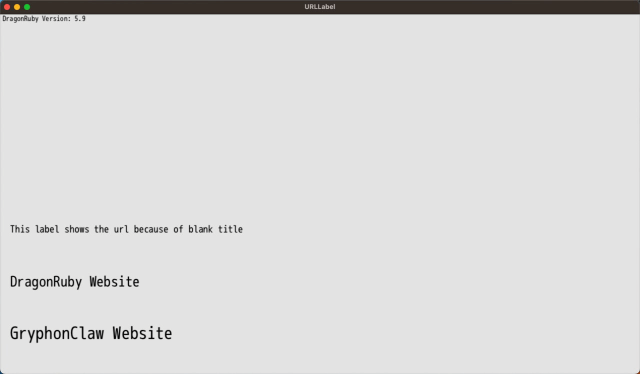 URLLabel
DragonRuby Version: 5.9
This label shows the url because of blank title
DragonRuby Website
GryphonClaw Website